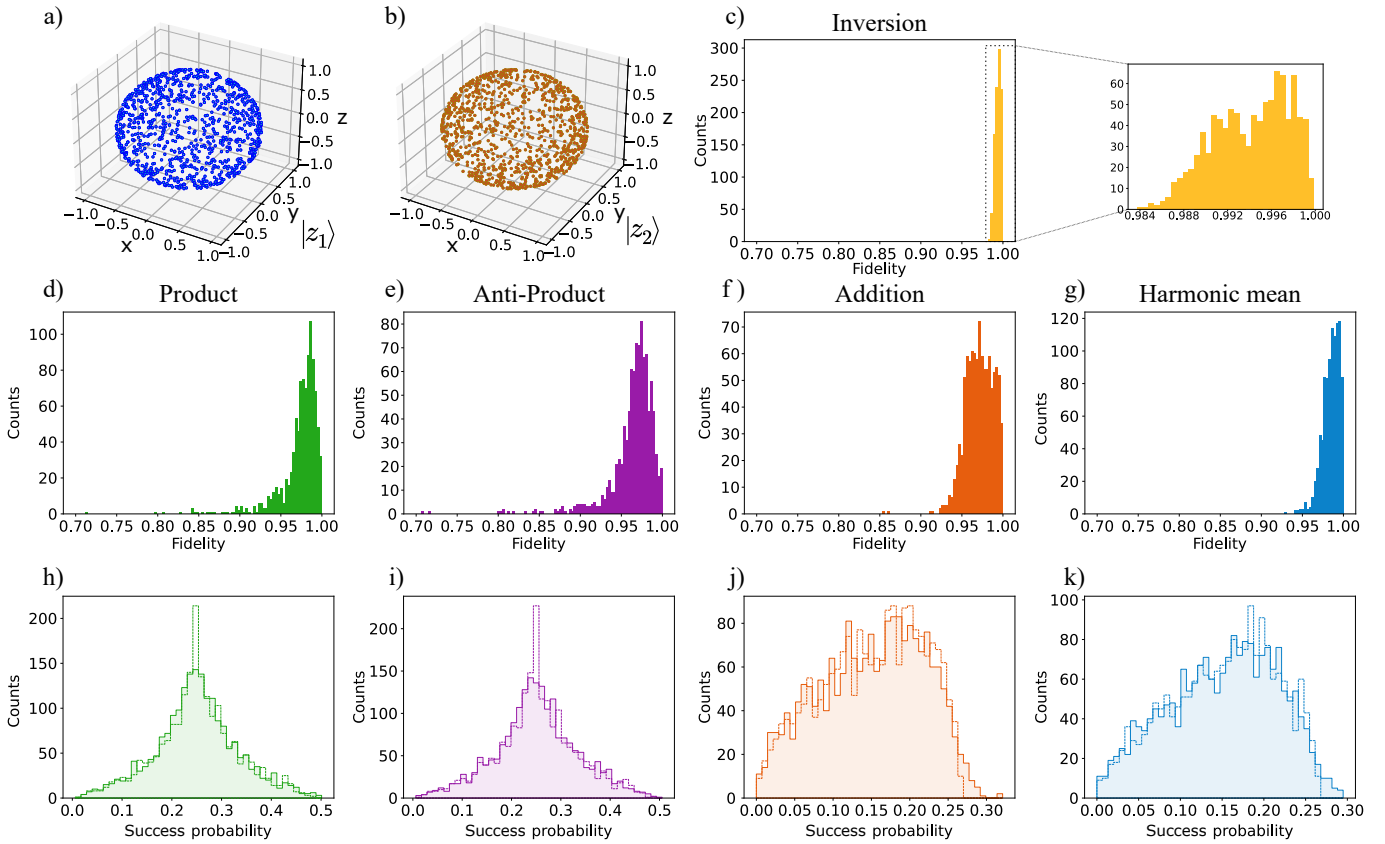 a)
1.0
0.5
0.0
−0.5
−1.0
z
1.0
0.5
0.0
−0.5
−1.0
y
−1.0
−0.5
0.0
0.5
1.0
x
|z1⟩
b)
1.0
0.5
0.0
−0.5
−1.0
z
1.0
0.5
0.0
−0.5
−1.0
y
−1.0
−0.5
0.0
0.5
1.0
x
|z2⟩
c)
Inversion
300
250
200
150
100
50
0
Counts
0.70 0.75 0.80 0.85 0.90 0.95 1.00
Fidelity
60
50
40
30
20
10
0
0.984 0.988 0.992 0.996 1.000
d)
Product
100
80
60
40
20
0
Counts
0.70 0.75 0.80 0.85 0.90 0.95 1.00
Fidelity
e)
Anti-Product
80
70
60
50
40
30
20
10
0
Counts
0.70 0.75 0.80 0.85 0.90 0.95 1.00
Fidelity
f )
Addition
70
60
50
40
30
20
10
0
Counts
0.70 0.75 0.80 0.85 0.90 0.95 1.00
Fidelity
g)
Harmonic mean
120
100
80
60
40
20
0
Counts
0.70 0.75 0.80 0.85 0.90 0.95 1.00
Fidelity
h)
200
150
100
50
0
Counts
0.0 0.1 0.2 0.3 0.4 0.5
Success probability
i)
200
150
100
50
0
Counts
0.0 0.1 0.2 0.3 0.4 0.5
Success probability
j)
80
60
40
20
0
Counts
0.00 0.05 0.10 0.15 0.20 0.25 0.30
Success probability
k)
100
80
60
40
20
0
Counts
0.00 0.05 0.10 0.15 0.20 0.25 0.30
Success probability